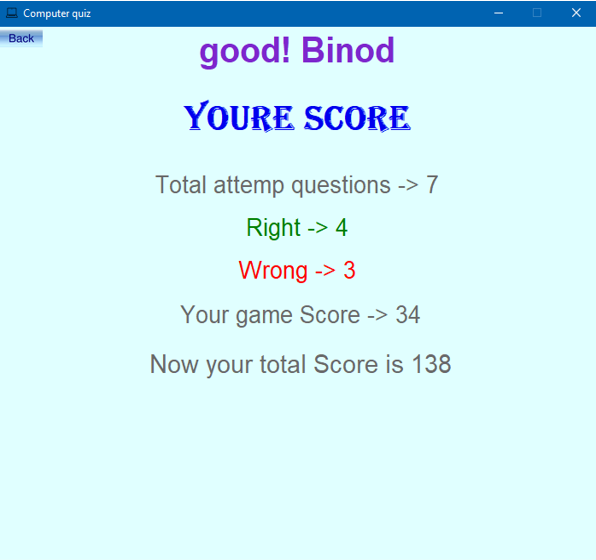 Computer quiz
Back
good! Binod
YOURE SCORE
Total attemp questions -> 7
Right -> 4
Wrong -> 3
Your game Score -> 34
Now your total Score is 138